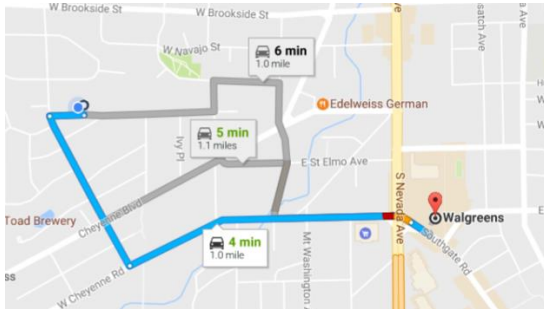 W Brookside St
W Brookside St
W Navajo St
6 min
1.0 mile
Edelweiss German
5 min
1.1 miles
Ivy Pl
E St Elmo Ave
S Nevada Ave
Walgreens
Toad Brewery
Cheyenne Blvd
4 min
1.0 mile
Mt Washington
Southgate Rd
W Cheyenne Rd
satch Ave
ss